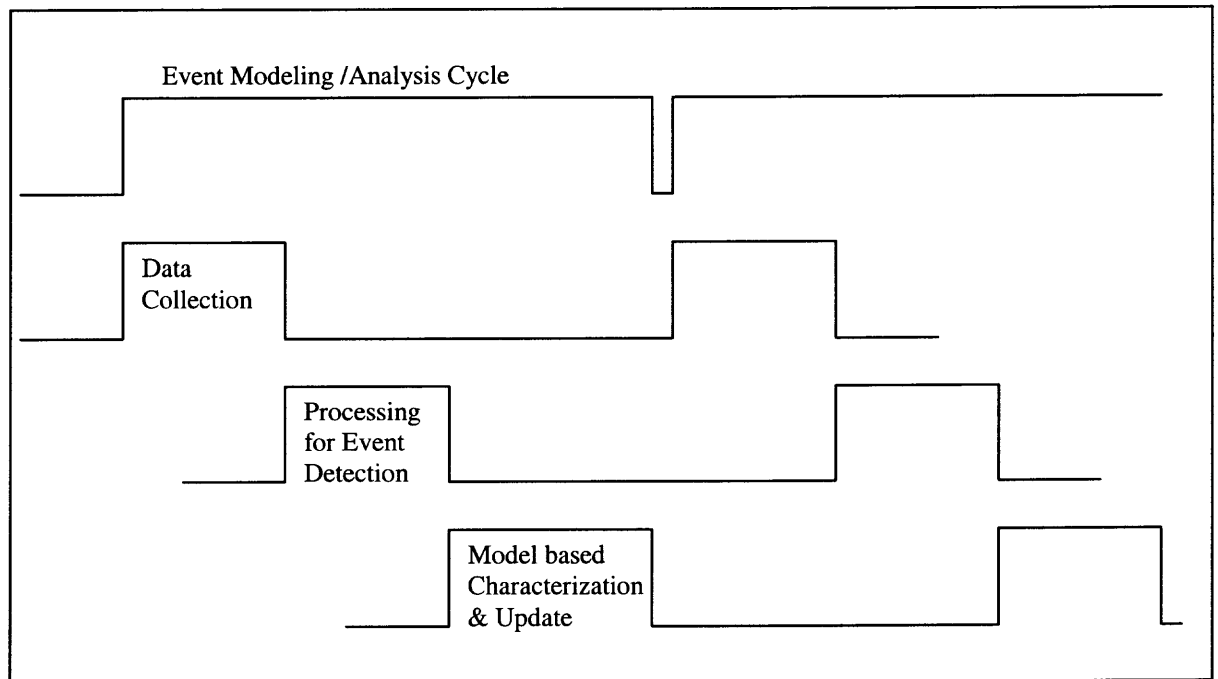 Event Modeling /Analysis Cycle
Data
Collection
Processing
for Event
Detection
Model based
Characterization
& Update